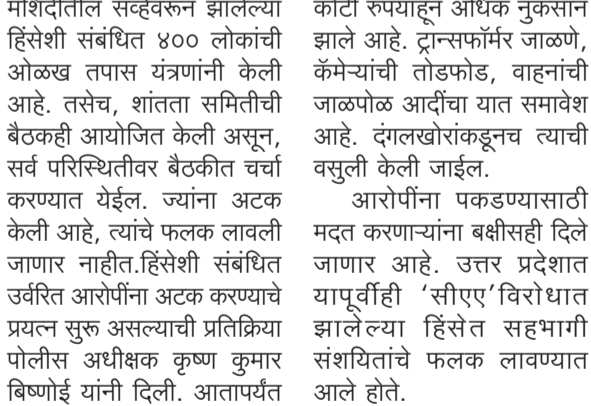 मशिदीतील सर्व्हेवरून झालेल्या
हिंसेशी संबंधित ४०० लोकांची
ओळख तपास यंत्रणांनी केली
आहे. तसेच, शांतता समितीची
बैठकही आयोजित केली असून,
सर्व परिस्थितीवर बैठकीत चर्चा
करण्यात येईल. ज्यांना अटक
केली आहे, त्यांचे फलक लावली
जाणार नाहीत.हिंसेशी संबंधित
उर्वरित आरोपींना अटक करण्याचे
प्रयत्न सुरू असल्याची प्रतिक्रिया
पोलीस अधीक्षक कृष्ण कुमार
बिष्णोई यांनी दिली. आतापर्यंत
कोटी रुपयाहून अधिक नुकसान
झाले आहे. ट्रान्सफॉर्मर जाळणे,
कॅमेऱ्यांची तोडफोड, वाहनांची
जाळपोळ आदींचा यात समावेश
आहे. दंगलखोरांकडूनच त्याची
वसुली केली जाईल.
आरोपींना पकडण्यासाठी
मदत करणाऱ्यांना बक्षीसही दिले
जाणार आहे. उत्तर प्रदेशात
यापूर्वीही ‘सीएए’विरोधात
झालेल्या हिंसेत सहभागी
संशयितांचे फलक लावण्यात
आले होते.